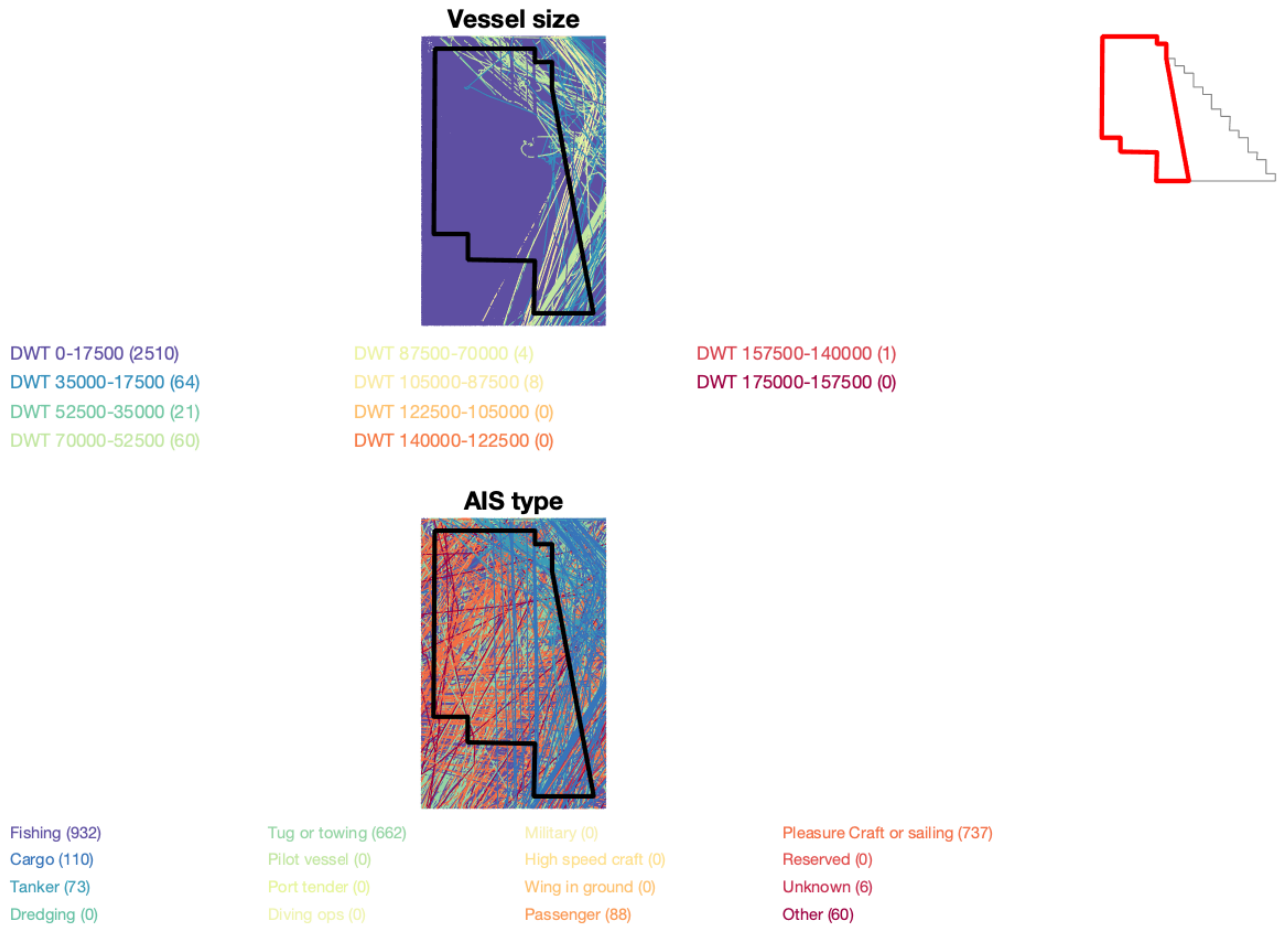 Vessel size
DWT 0-17500 (2510)
DWT 35000-17500 (64)
DWT 52500-35000 (21)
DWT 70000-52500 (60)
DWT 87500-70000 (4)
DWT 105000-87500 (8)
DWT 122500-105000 (0)
DWT 140000-122500 (0)
DWT 157500-140000 (1)
DWT 175000-157500 (0)
AIS type
Fishing (932)
Cargo (110)
Tanker (73)
Dredging (0)
Tug or towing (662)
Pilot vessel (0)
Port tender (0)
Diving ops (0)
Military (0)
High speed craft (0)
Wing in ground (0)
Passenger (88)
Pleasure Craft or sailing (737)
Reserved (0)
Unknown (6)
Other (60)